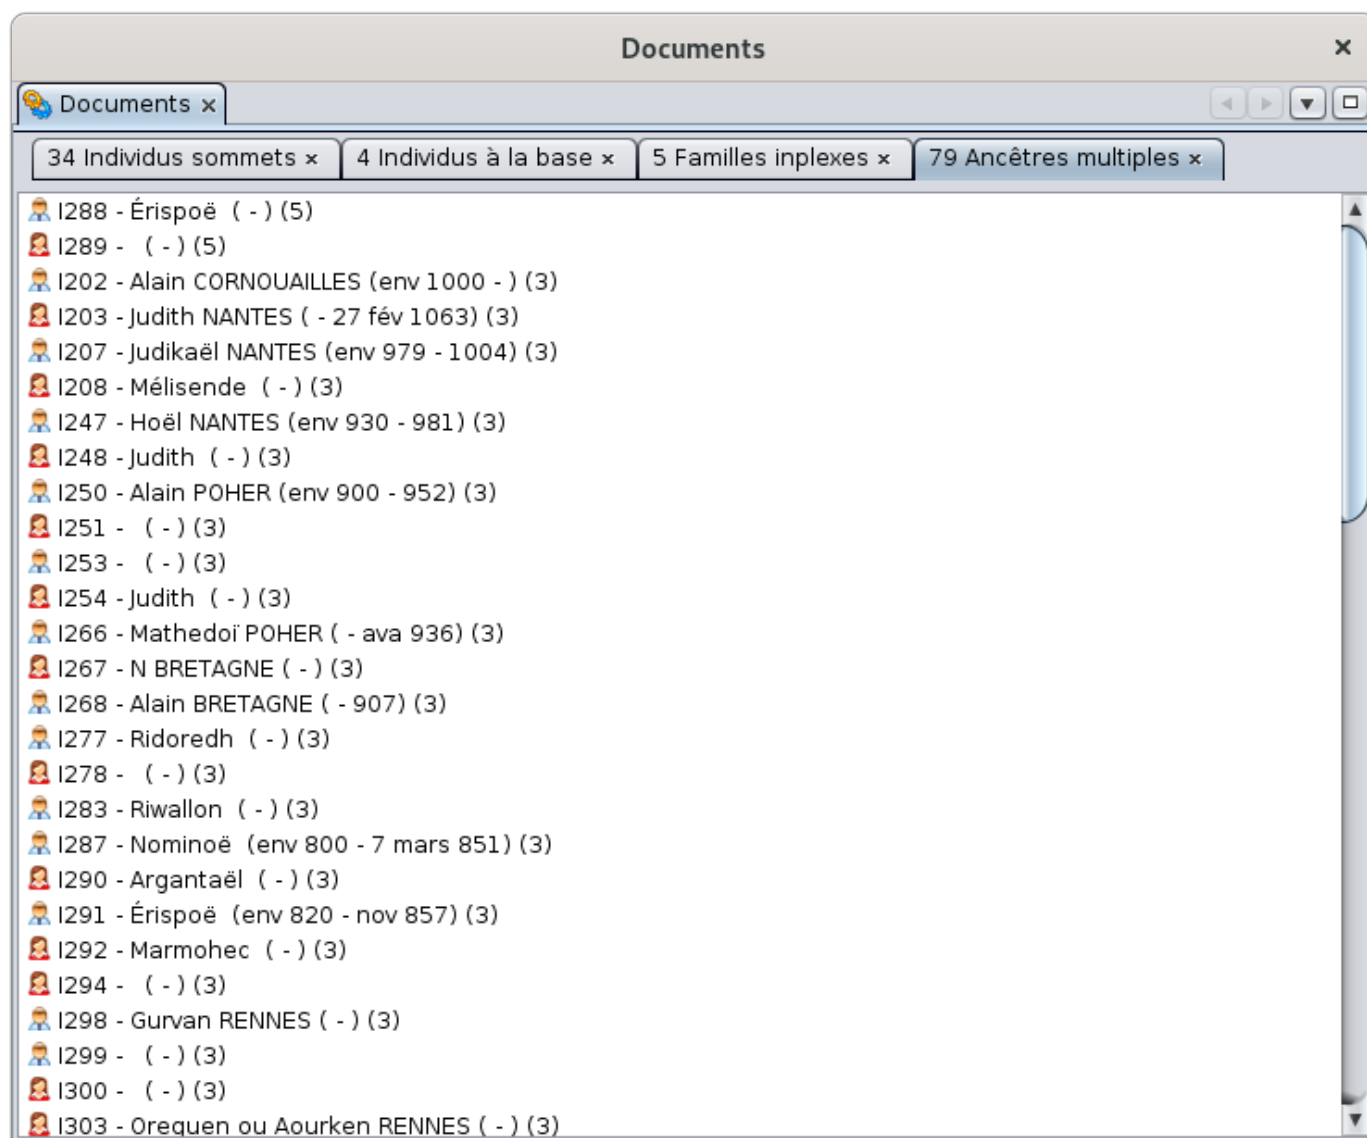 Documents ×
Documents ×
34 Individus sommets × 4 Individus à la base × 5 Familles inplexes × 79 Ancêtres multiples ×
I288 - Érispoë ( - ) (5)
I289 - ( - ) (5)
I202 - Alain CORNOUAILLES (env 1000 - ) (3)
I203 - Judith NANTES ( - 27 fév 1063) (3)
I207 - Judikaël NANTES (env 979 - 1004) (3)
I208 - Mélisende ( - ) (3)
I247 - Hoël NANTES (env 930 - 981) (3)
I248 - Judith ( - ) (3)
I250 - Alain POHER (env 900 - 952) (3)
I251 - ( - ) (3)
I253 - ( - ) (3)
I254 - Judith ( - ) (3)
I266 - Mathedoï POHER ( - ava 936) (3)
I267 - N BRETAGNE ( - ) (3)
I268 - Alain BRETAGNE ( - 907) (3)
I277 - Ridoredh ( - ) (3)
I278 - ( - ) (3)
I283 - Riwallon ( - ) (3)
I287 - Nominoë (env 800 - 7 mars 851) (3)
I290 - Argantaël ( - ) (3)
I291 - Érispoë (env 820 - nov 857) (3)
I292 - Marmohec ( - ) (3)
I294 - ( - ) (3)
I298 - Gurvan RENNES ( - ) (3)
I299 - ( - ) (3)
I300 - ( - ) (3)
I303 - Oreguen ou Aourken RENNES ( - ) (3)